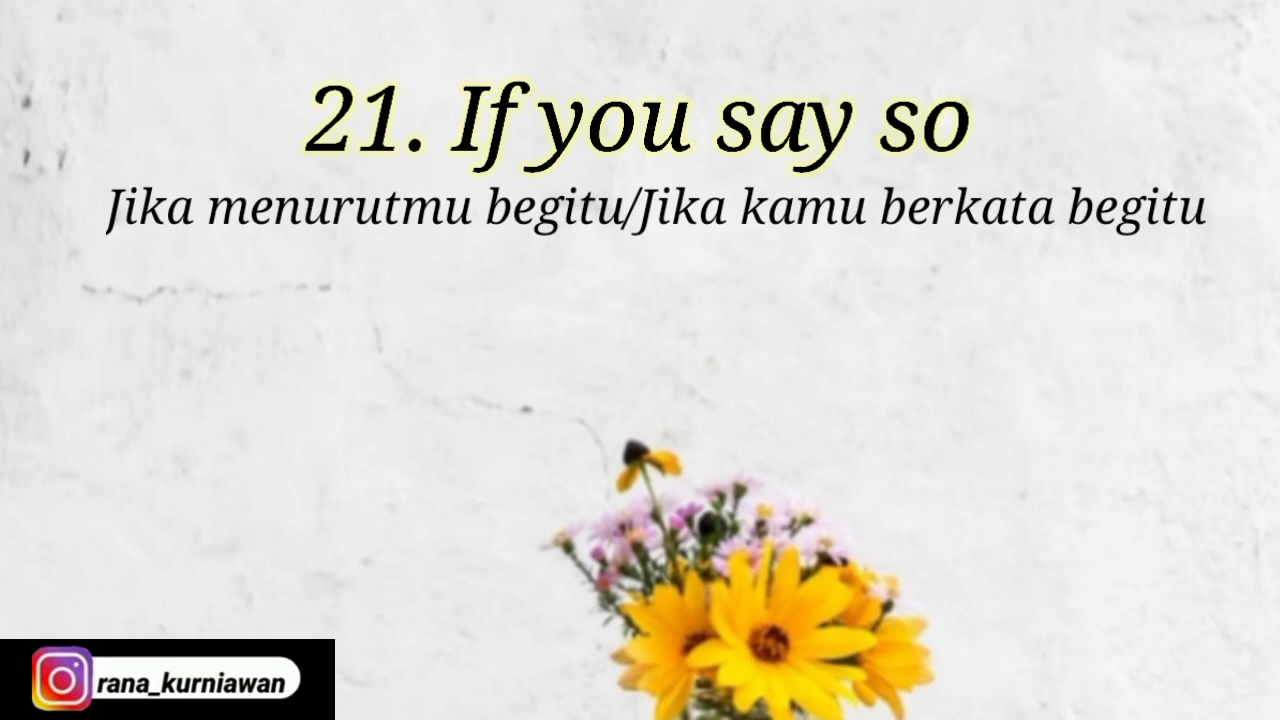 21. If you say so
Jika menurutmu begitu/Jika kamu berkata begitu
rana_kurniawan